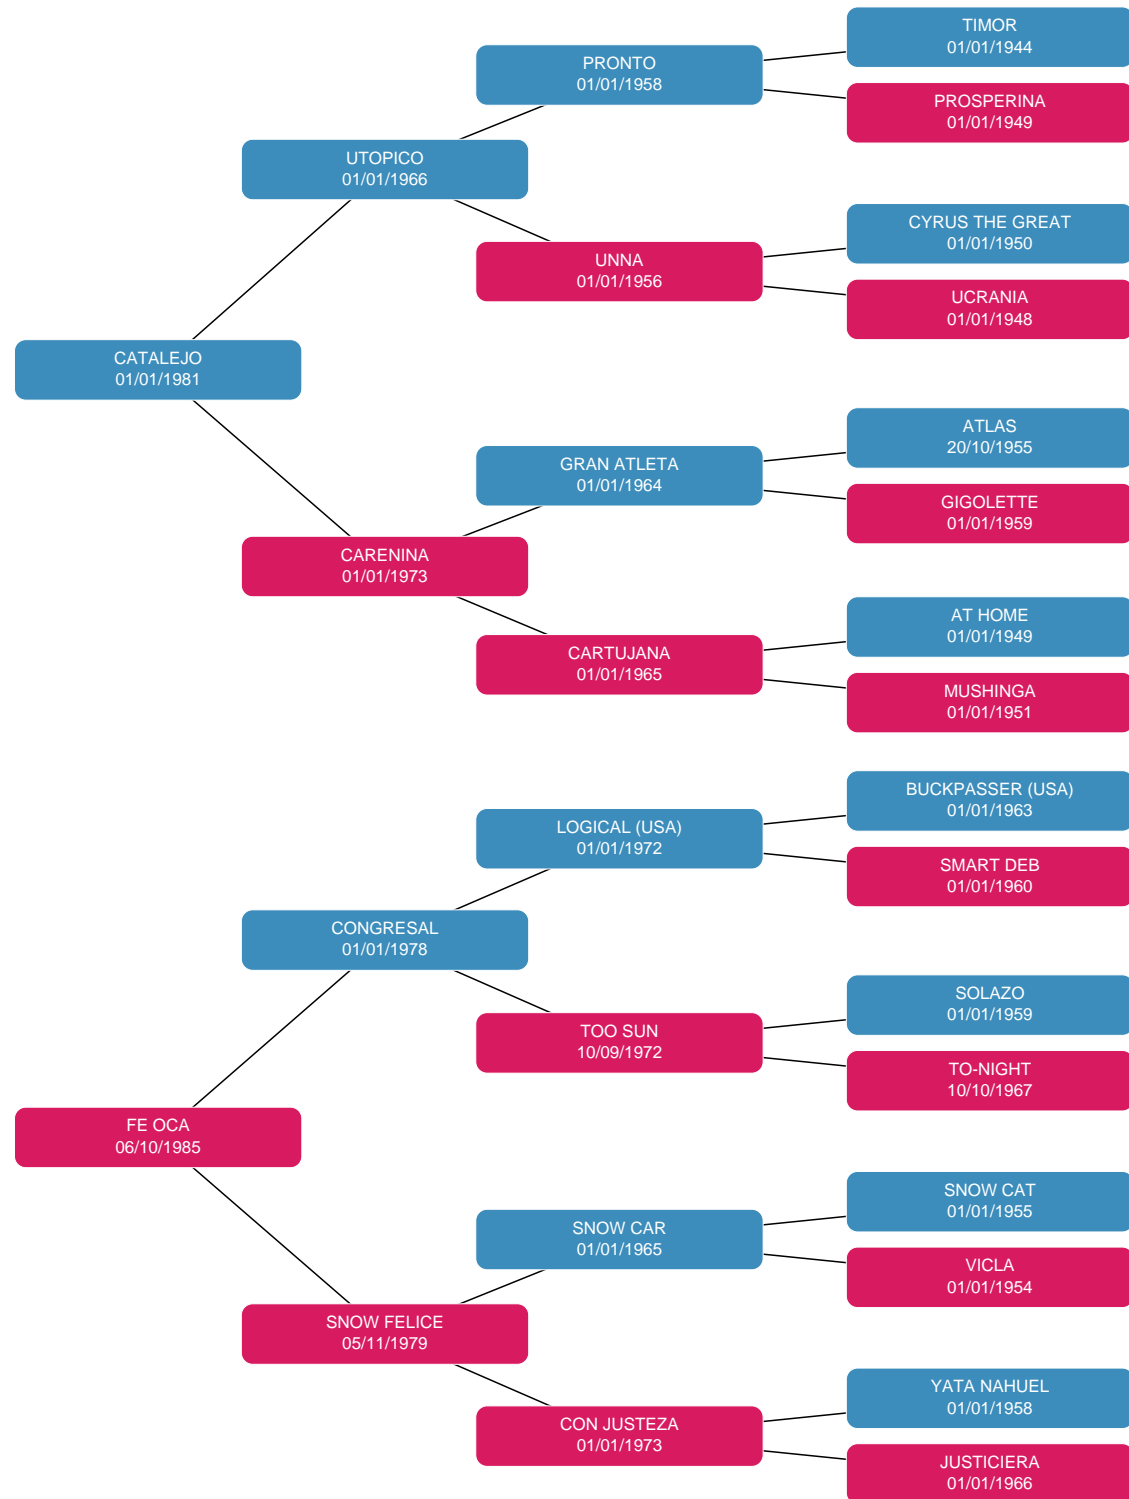 TIMOR
01/01/1944
PRONTO
01/01/1958
PROSPERINA
01/01/1949
UTOPICO
01/01/1966
CYRUS THE GREAT
01/01/1950
UNNA
01/01/1956
UCRANIA
01/01/1948
CATALEJO
01/01/1981
ATLAS
20/10/1955
GRAN ATLETA
01/01/1964
GIGOLETTE
01/01/1959
CARENINA
01/01/1973
AT HOME
01/01/1949
CARTUJANA
01/01/1965
MUSHINGA
01/01/1951
BUCKPASSER (USA)
01/01/1963
LOGICAL (USA)
01/01/1972
SMART DEB
01/01/1960
CONGRESAL
01/01/1978
SOLAZO
01/01/1959
TOO SUN
10/09/1972
TO-NIGHT
10/10/1967
FE OCA
06/10/1985
SNOW CAT
01/01/1955
SNOW CAR
01/01/1965
VICLA
01/01/1954
SNOW FELICE
05/11/1979
YATA NAHUEL
01/01/1958
CON JUSTEZA
01/01/1973
JUSTICIERA
01/01/1966